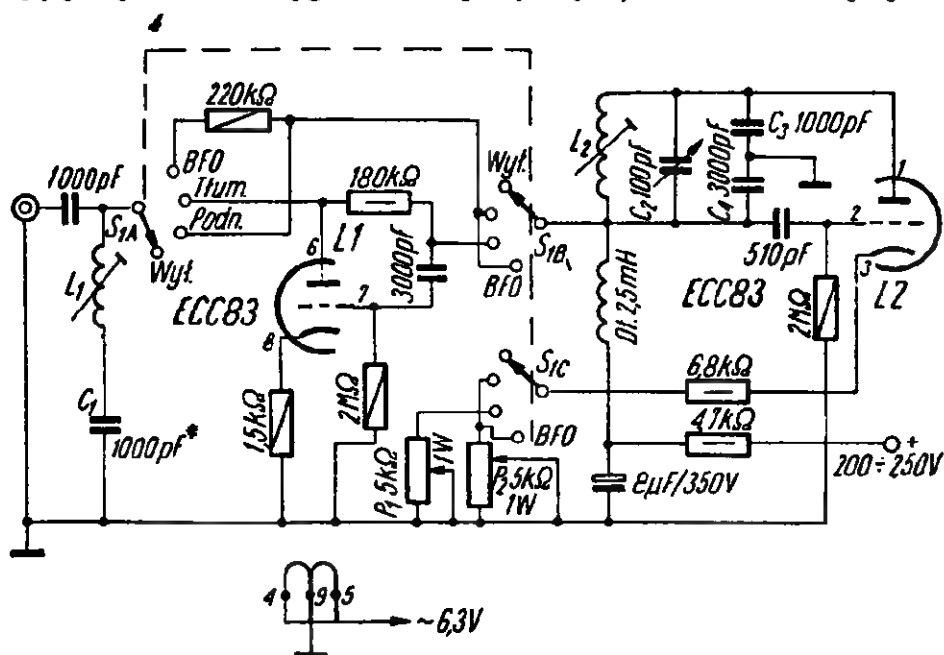 4
220kΩ
BFO
Tłum.
Podn.
1000pF
S1A
Wył.
L1
180kΩ
L1
6
7
8
3000pF
ECC83
C1
1000pF*
1,5kΩ
2MΩ
P1 5kΩ
1W
P2 5kΩ
1W
Wył.
S1B
BFO
S1C
BFO
L2
C2 100pF
C3 1000pF
C4 3000pF
Dł. 2,5mH
510pF
1
2
3
ECC83
L2
2MΩ
6,8kΩ
4,7kΩ
+
200÷250V
8µF/350V
4
9
5
~6,3V